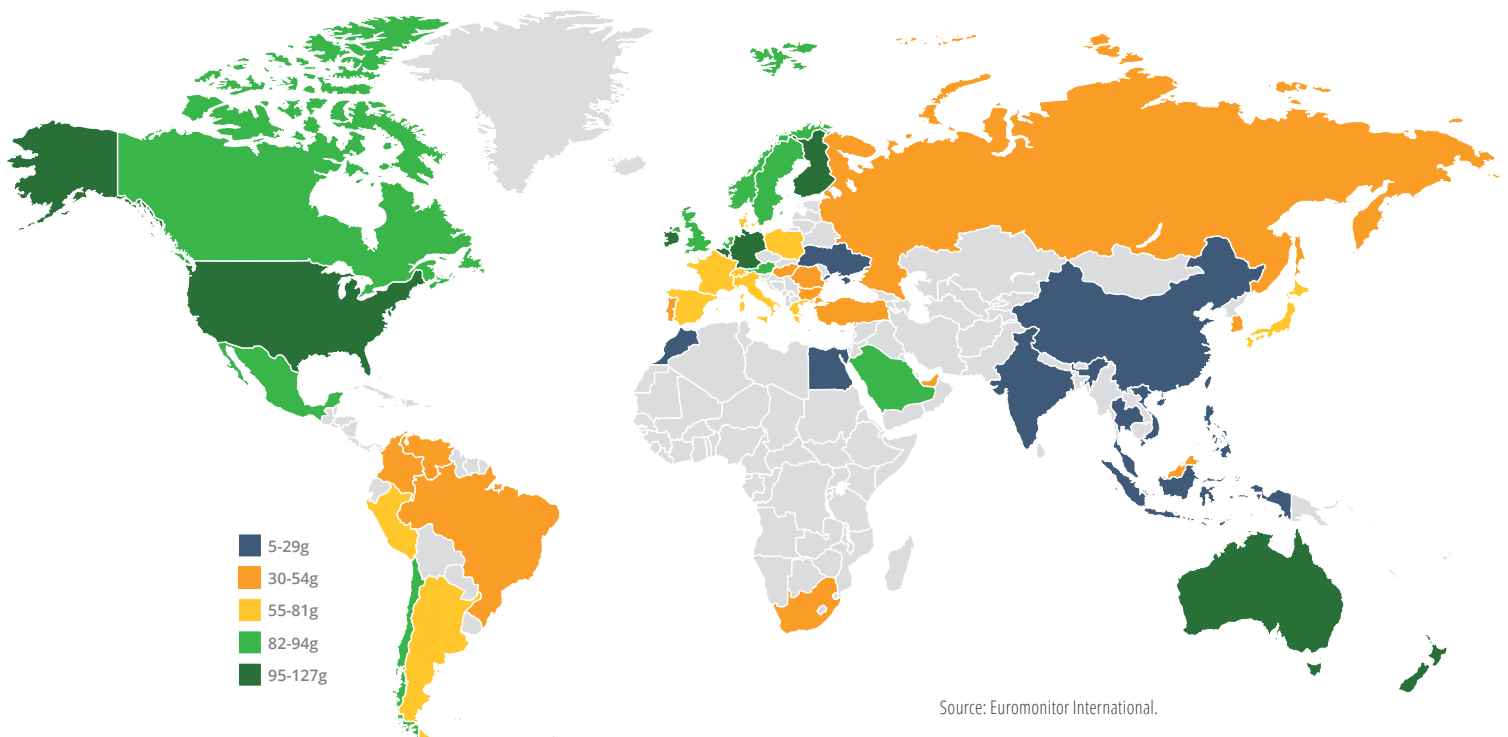 5-29g
30-54g
55-81g
82-94g
95-127g
Source: Euromonitor International.